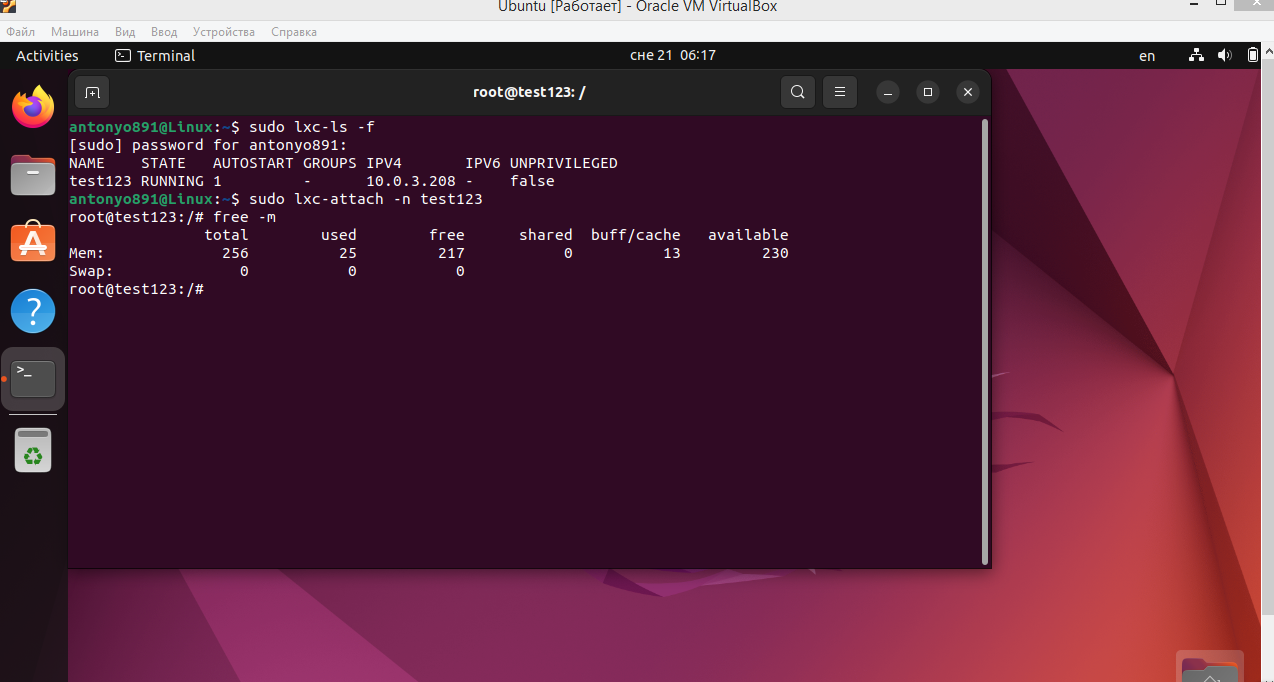 Ubuntu [Работает] - Oracle VM VirtualBox
Файл Машина Вид Ввод Устройства Справка
Activities Terminal сне 21 06:17 en
root@test123: /
antonyo891@Linux:~$ sudo lxc-ls -f
[sudo] password for antonyo891:
NAME STATE AUTOSTART GROUPS IPV4 IPV6 UNPRIVILEGED
test123 RUNNING 1 - 10.0.3.208 - false
antonyo891@Linux:~$ sudo lxc-attach -n test123
root@test123:/# free -m
total used free shared buff/cache available
Mem: 256 25 217 0 13 230
Swap: 0 0 0
root@test123:/#